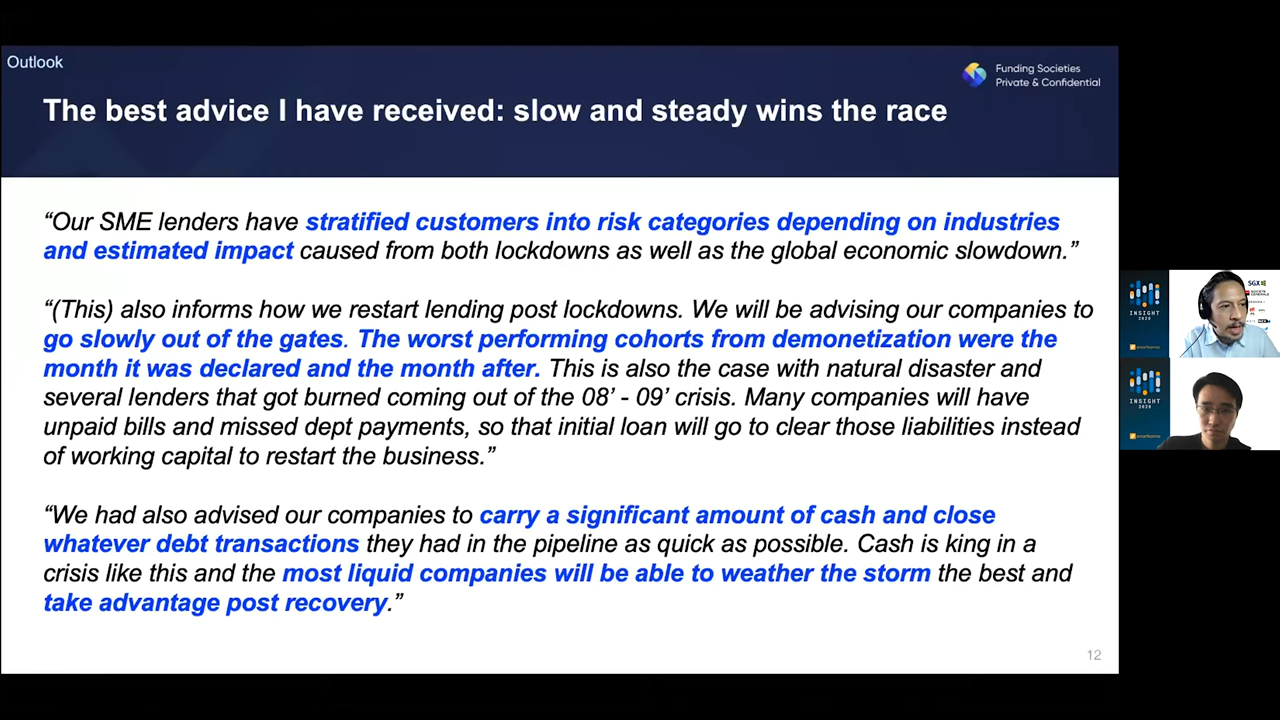 Outlook
Funding Societies
Private & Confidential
The best advice I have received: slow and steady wins the race
“Our SME lenders have stratified customers into risk categories depending on industries
and estimated impact caused from both lockdowns as well as the global economic slowdown.”
“(This) also informs how we restart lending post lockdowns. We will be advising our companies to
go slowly out of the gates. The worst performing cohorts from demonetization were the
month it was declared and the month after. This is also the case with natural disaster and
several lenders that got burned coming out of the 08’ - 09’ crisis. Many companies will have
unpaid bills and missed dept payments, so that initial loan will go to clear those liabilities instead
of working capital to restart the business.”
“We had also advised our companies to carry a significant amount of cash and close
whatever debt transactions they had in the pipeline as quick as possible. Cash is king in a
crisis like this and the most liquid companies will be able to weather the storm the best and
take advantage post recovery.”
12
INSIGHT
2020
smartkarma
SGX
INSIGHT
2020
smartkarma